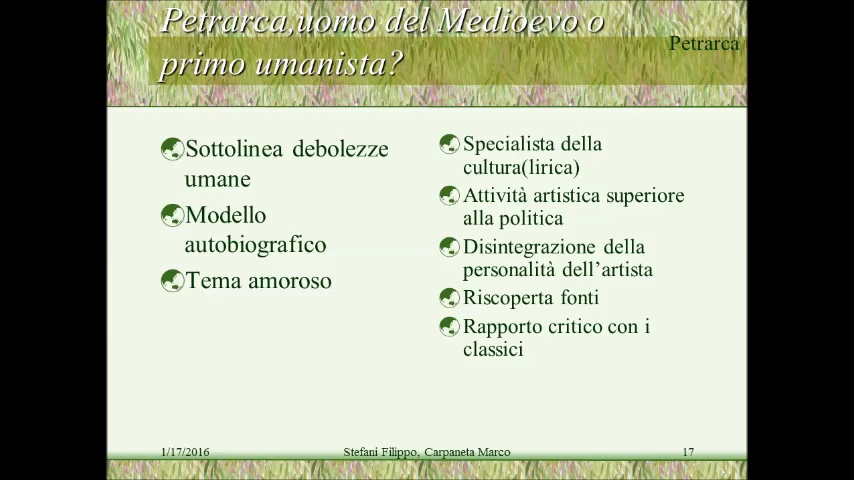 Petrarca,uomo del Medioevo o
primo umanista?
Petrarca
Sottolinea debolezze
umane
Modello
autobiografico
Tema amoroso
Specialista della
cultura(lirica)
Attività artistica superiore
alla politica
Disintegrazione della
personalità dell’artista
Riscoperta fonti
Rapporto critico con i
classici
1/17/2016
Stefani Filippo, Carpaneta Marco
17